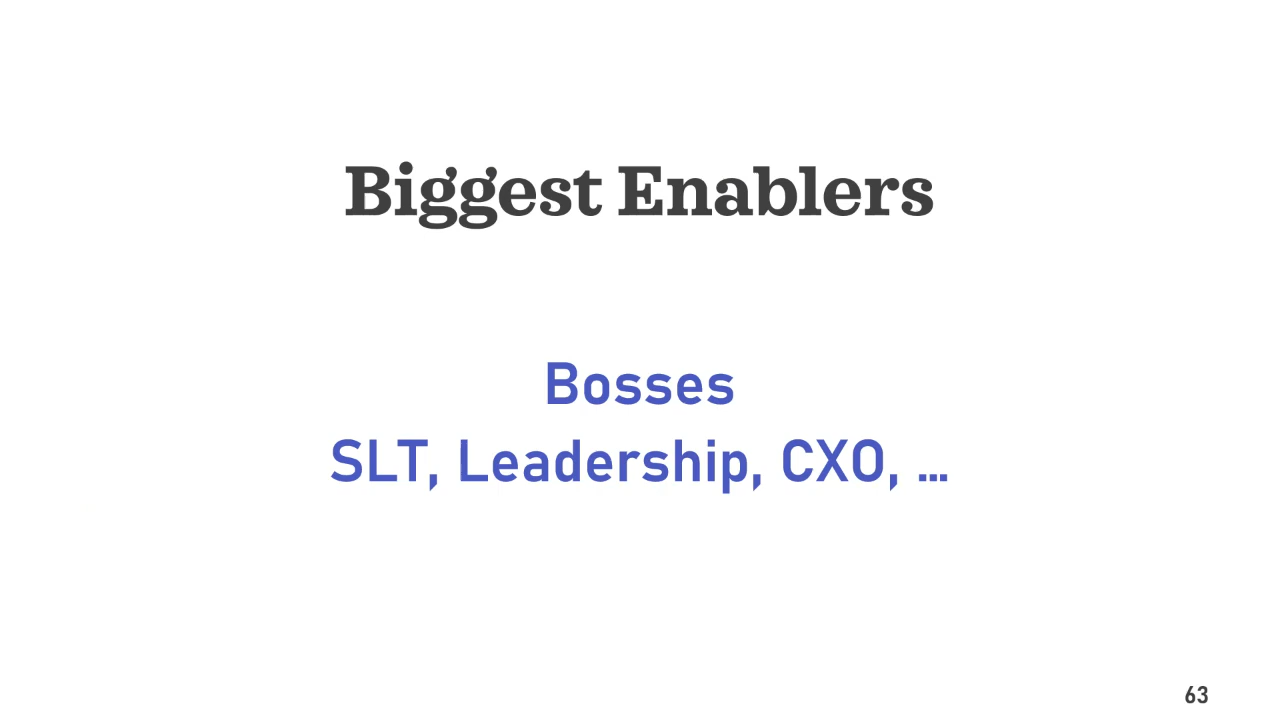 Biggest Enablers
Bosses
SLT, Leadership, CXO, ...
63